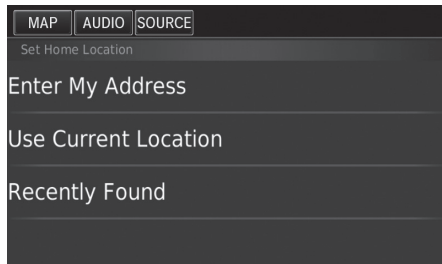 MAP AUDIO SOURCE
Set Home Location
Enter My Address
Use Current Location
Recently Found